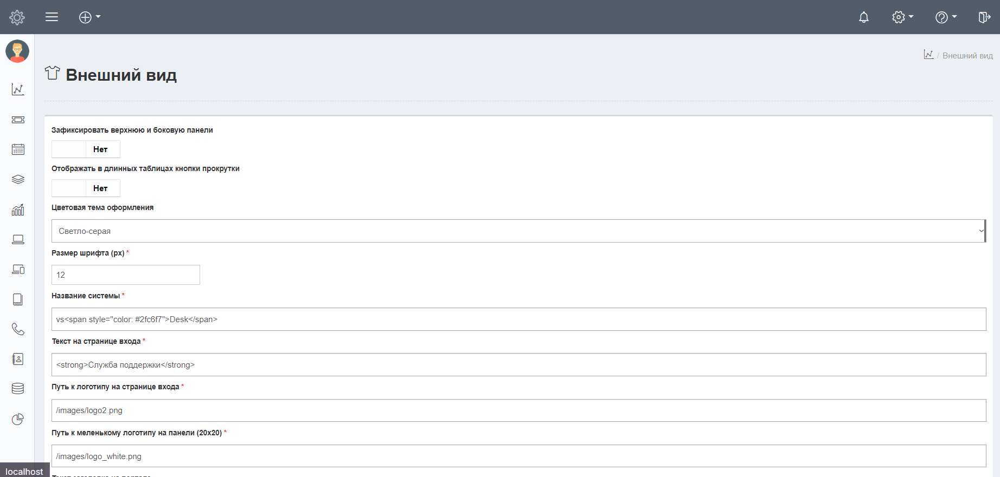 Внешний вид
Внешний вид
Зафиксировать верхнюю и боковую панели
Нет
Отображать в длинных таблицах кнопки прокрутки
Нет
Цветовая тема оформления
Светло-серая
Размер шрифта (px) *
12
Название системы *
vs<span style="color: #2fc6f7">Desk</span>
Текст на странице входа *
<strong>Служба поддержки</strong>
Путь к логотипу на странице входа *
/images/logo2.png
Путь к меленькому логотипу на панели (20x20) *
/images/logo_white.png
localhost